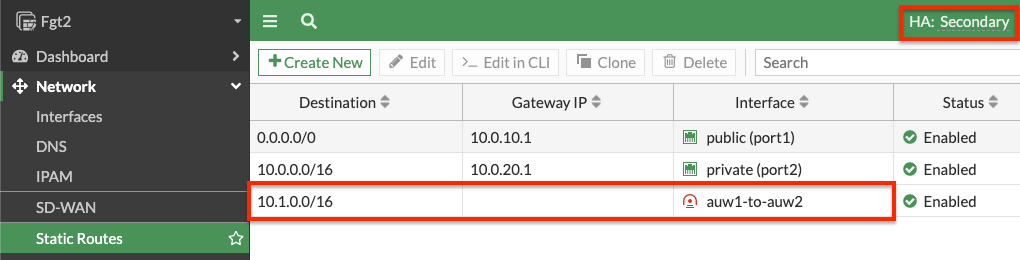 Fgt2
HA: Secondary
Dashboard
Network
Interfaces
DNS
IPAM
SD-WAN
Static Routes
Create New Edit Edit in CLI Clone Delete Search
Destination Gateway IP Interface Status
0.0.0.0/0 10.0.10.1 public (port1) Enabled
10.0.0.0/16 10.0.20.1 private (port2) Enabled
10.1.0.0/16 auw1-to-auw2 Enabled